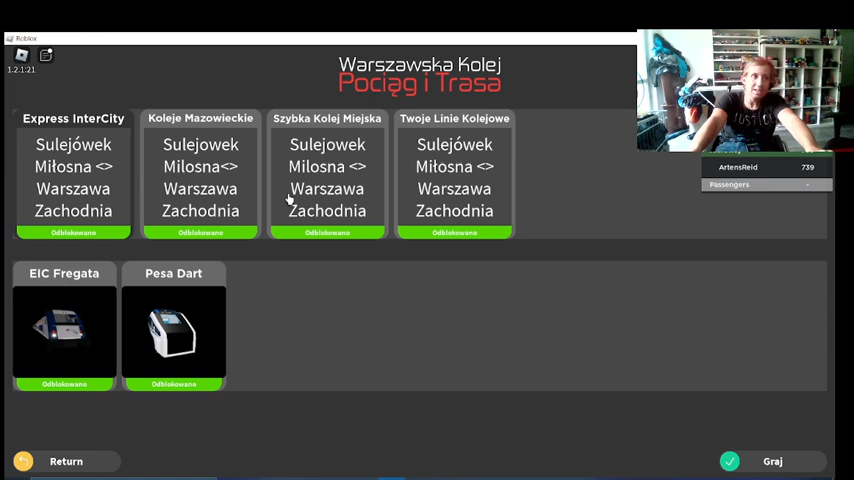 Roblox
1.2.1:21
Warszawska Kolej
Pociąg i Trasa
Express InterCity
Sulejówek
Miłosna <>
Warszawa
Zachodnia
Odblokowano
Koleje Mazowieckie
Sulejowek
Milosna<>
Warszawa
Zachodnia
Odblokowano
Szybka Kolej Miejska
Sulejowek
Milosna <>
Warszawa
Zachodnia
Odblokowano
Twoje Linie Kolejowe
Sulejówek
Miłosna <>
Warszawa
Zachodnia
Odblokowano
ArtensReid 739
Passengers -
EIC Fregata
Odblokowano
Pesa Dart
Odblokowano
Return
Graj